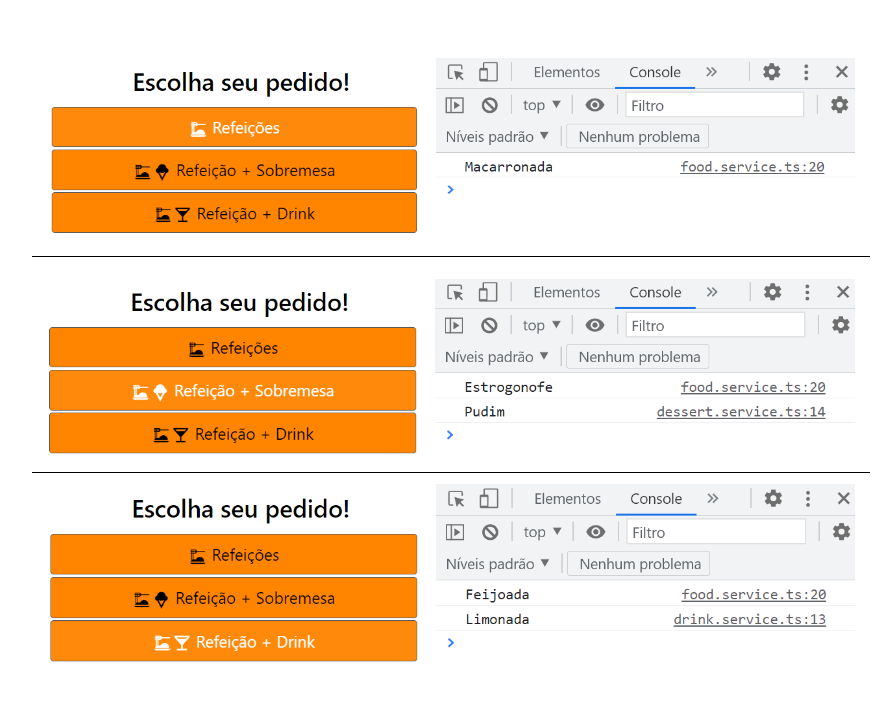 Escolha seu pedido!
Refeições
Refeição + Sobremesa
Refeição + Drink
Elementos Console
top Filtro
Níveis padrão Nenhum problema
Macarronada food.service.ts:20
Escolha seu pedido!
Refeições
Refeição + Sobremesa
Refeição + Drink
Elementos Console
top Filtro
Níveis padrão Nenhum problema
Estrogonofe food.service.ts:20
Pudim dessert.service.ts:14
Escolha seu pedido!
Refeições
Refeição + Sobremesa
Refeição + Drink
Elementos Console
top Filtro
Níveis padrão Nenhum problema
Feijoada food.service.ts:20
Limonada drink.service.ts:13